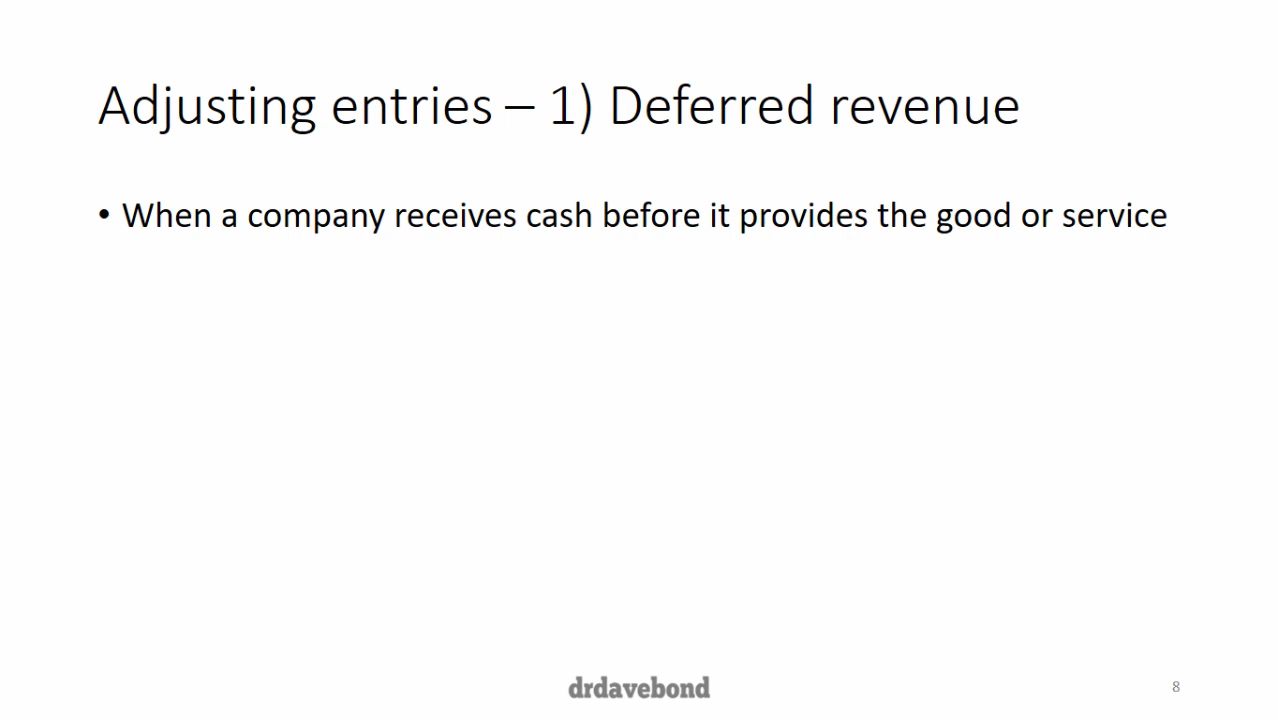 Adjusting entries – 1) Deferred revenue
• When a company receives cash before it provides the good or service
drdavebond
8